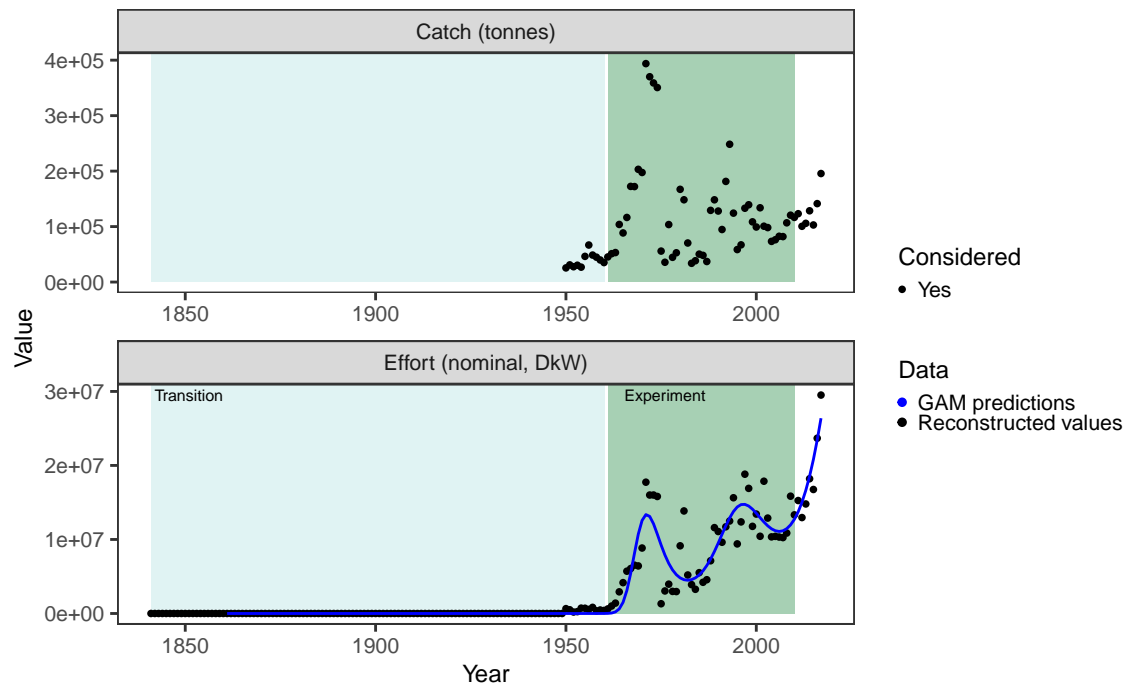 Catch (tonnes)
4e+05
3e+05
2e+05
1e+05
0e+00
1850 1900 1950 2000
Value
Effort (nominal, DkW)
Transition Experiment
3e+07
2e+07
1e+07
0e+00
1850 1900 1950 2000
Year
Considered
Yes
Data
GAM predictions
Reconstructed values